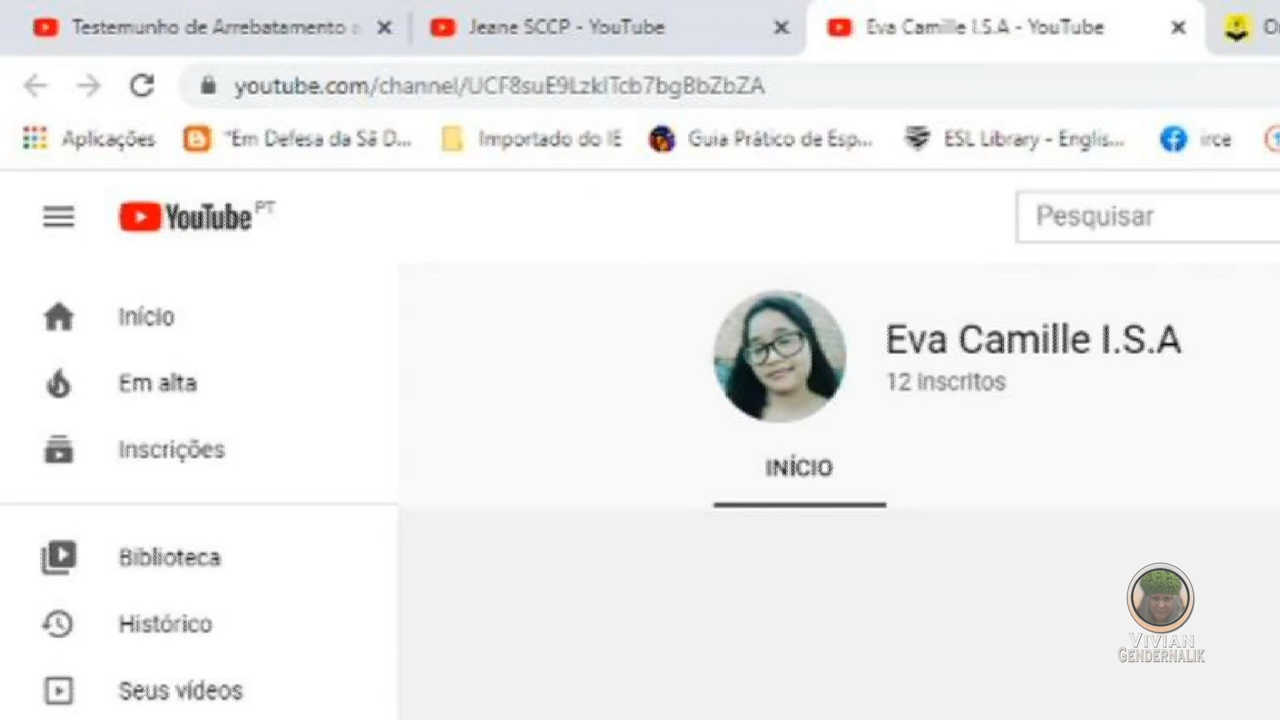 Testemunho de Arrebatamento
Jeane SCCP - YouTube
Eva Camille I.S.A - YouTube
youtube.com/channel/UCF8suE9LzkITcb7bgBbZbZA
Aplicações
"Em Defesa da Sã D...
Importado do IE
Guia Prático de Esp...
ESL Library - Englis...
irce
YouTube PT
Pesquisar
Início
Em alta
Inscrições
Eva Camille I.S.A
12 inscritos
INÍCIO
Biblioteca
Histórico
Seus vídeos
VIVIAN
GENDERNALIK